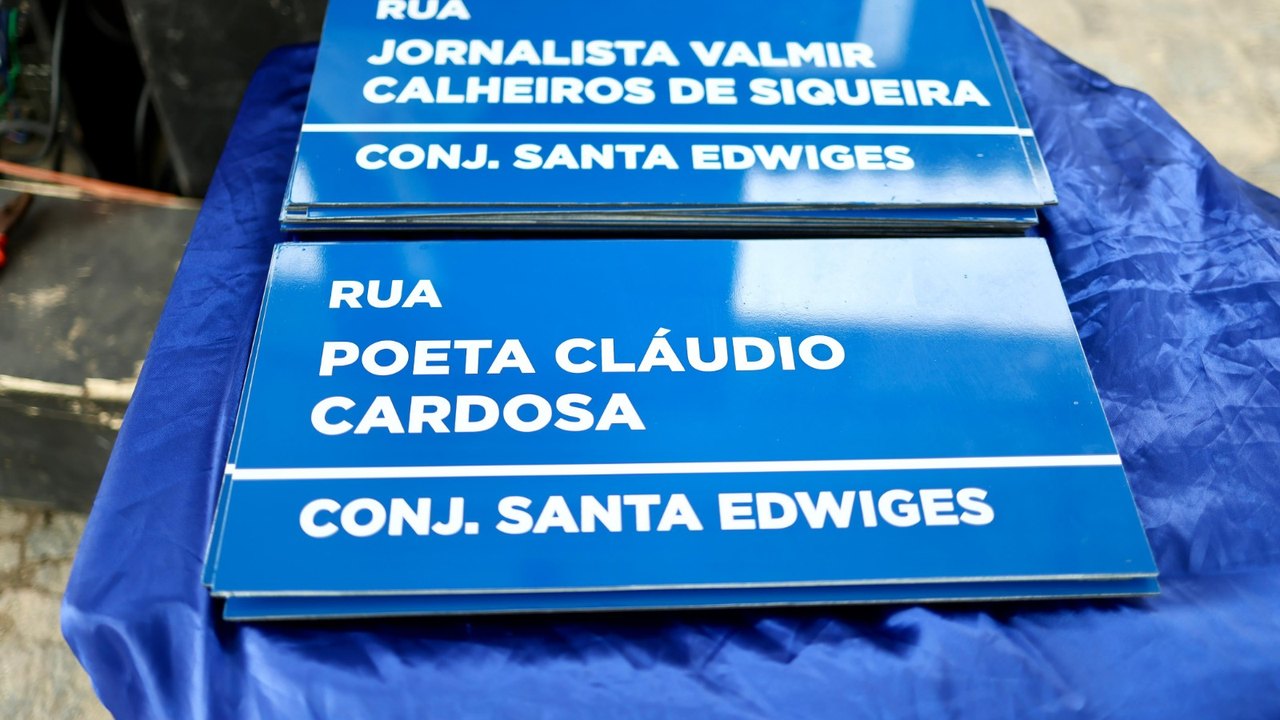 RUA
JORNALISTA VALMIR
CALHEIROS DE SIQUEIRA
CONJ. SANTA EDWIGES
RUA
POETA CLÁUDIO
CARDOSA
CONJ. SANTA EDWIGES